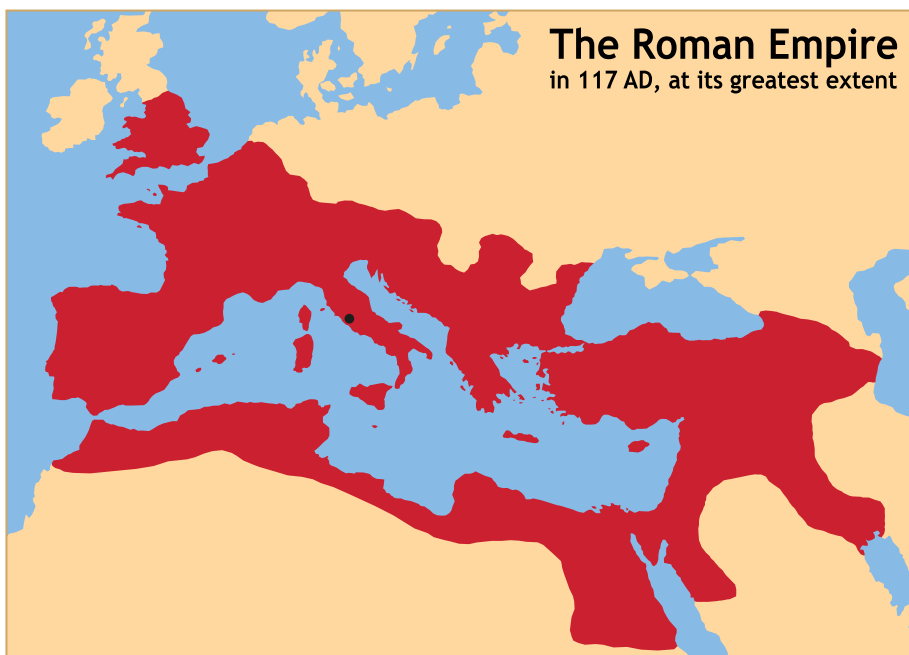 The Roman Empire
in 117 AD, at its greatest extent